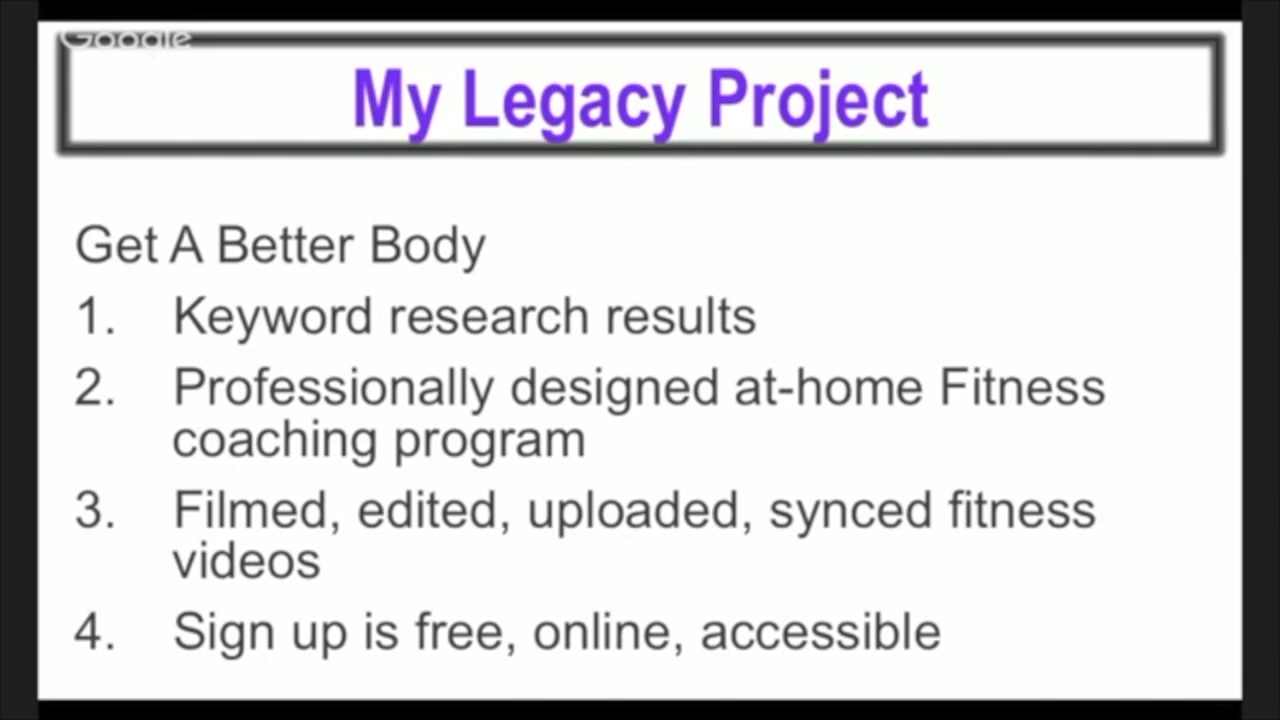 Google
My Legacy Project
Get A Better Body
1. Keyword research results
2. Professionally designed at-home Fitness
coaching program
3. Filmed, edited, uploaded, synced fitness
videos
4. Sign up is free, online, accessible